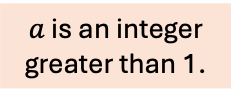 a is an integer
greater than 1.